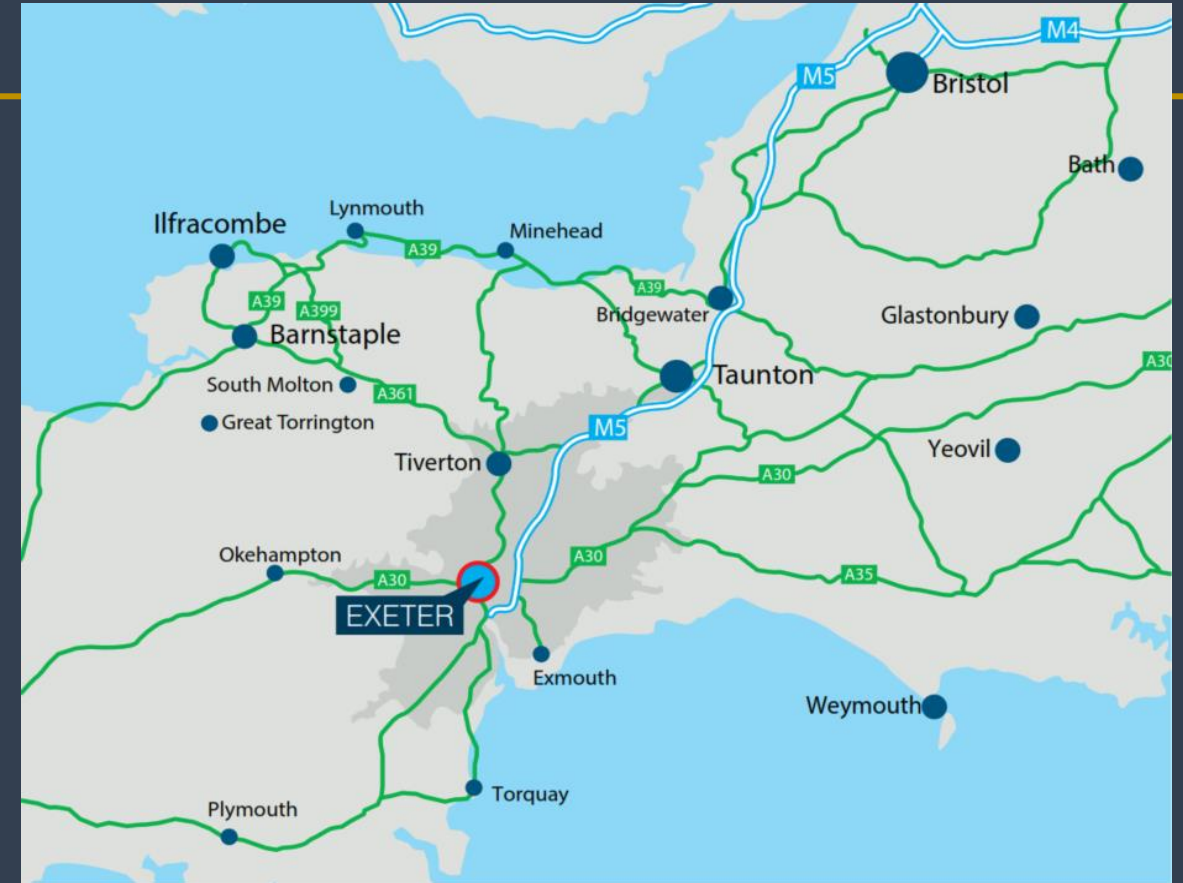 M4
M5
Bristol
Bath
Lynmouth
Ilfracombe
Minehead
A39
A39
A39
A399
Bridgewater
Glastonbury
Barnstaple
A30
Taunton
South Molton
A361
Great Torrington
M5
Yeovil
Tiverton
A30
Okehampton
A30
A30
A35
EXETER
Exmouth
Weymouth
Torquay
Plymouth